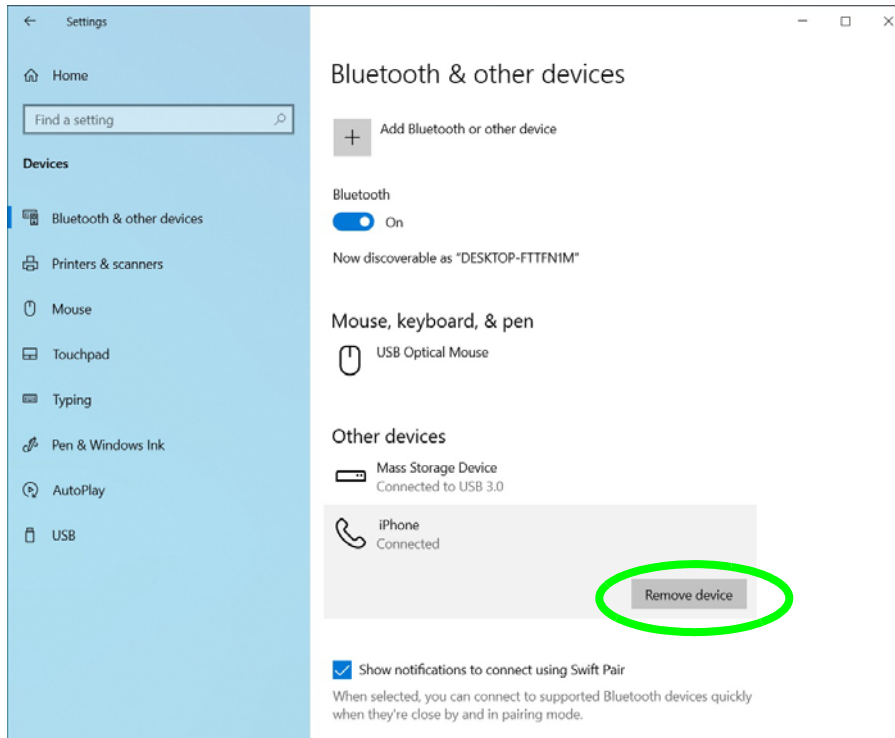 Settings
Home
Find a setting
Devices
Bluetooth & other devices
Printers & scanners
Mouse
Touchpad
Typing
Pen & Windows Ink
AutoPlay
USB
Bluetooth & other devices
Add Bluetooth or other device
Bluetooth
On
Now discoverable as "DESKTOP-FTTFN1M"
Mouse, keyboard, & pen
USB Optical Mouse
Other devices
Mass Storage Device
Connected to USB 3.0
iPhone
Connected
Remove device
Show notifications to connect using Swift Pair
When selected, you can connect to supported Bluetooth devices quickly
when they're close by and in pairing mode.